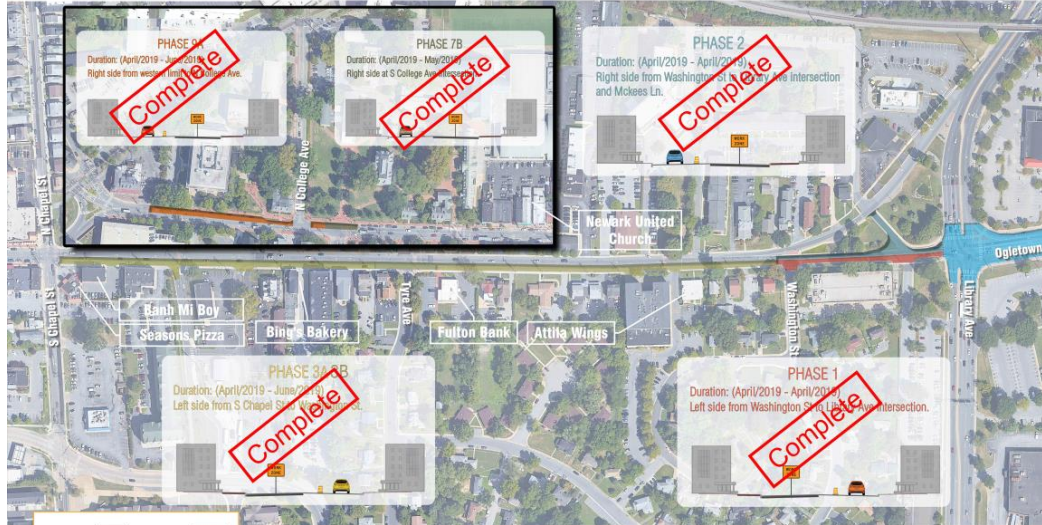 PHASE 9A
Duration: (April/2019 - June/2019)
Right side from western limit to College Ave.
Complete
PHASE 7B
Duration: (April/2019 - May/2019)
Right side at S College Ave Intersection
Complete
PHASE 2
Duration: (April/2019 - April/2019)
Right side from Washington St to Library Ave Intersection
and Mckees Ln.
Complete
WORK
ZONE
N College Ave
N Chapel St
S Chapel St
Newark United
Church
Ogletown
Library Ave
Washington St
Tyre Ave
Banh Mi Boy
Seasons Pizza
Bing's Bakery
Fulton Bank
Attila Wings
PHASE 3A 3B
Duration: (April/2019 - June/2019)
Left side from S Chapel St to Washington St.
Complete
WORK
ZONE
PHASE 1
Duration: (April/2019 - April/2019)
Left side from Washington St to Library Ave Intersection.
Complete
WORK
ZONE